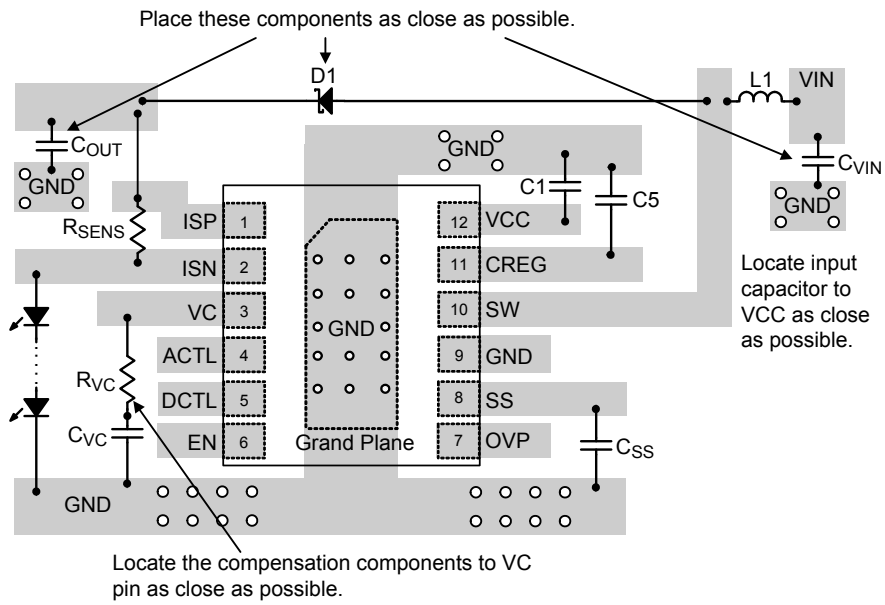 Place these components as close as possible.
D1
L1
VIN
COUT
GND
GND
C1
C5
CVIN
GND
RSENS
ISP
1
12
VCC
ISN
2
11
CREG
Locate input
capacitor to
VCC as close
as possible.
VC
3
10
SW
GND
ACTL
4
9
GND
RVC
DCTL
5
8
SS
CVC
EN
6
Grand Plane
7
OVP
CSS
GND
Locate the compensation components to VC
pin as close as possible.